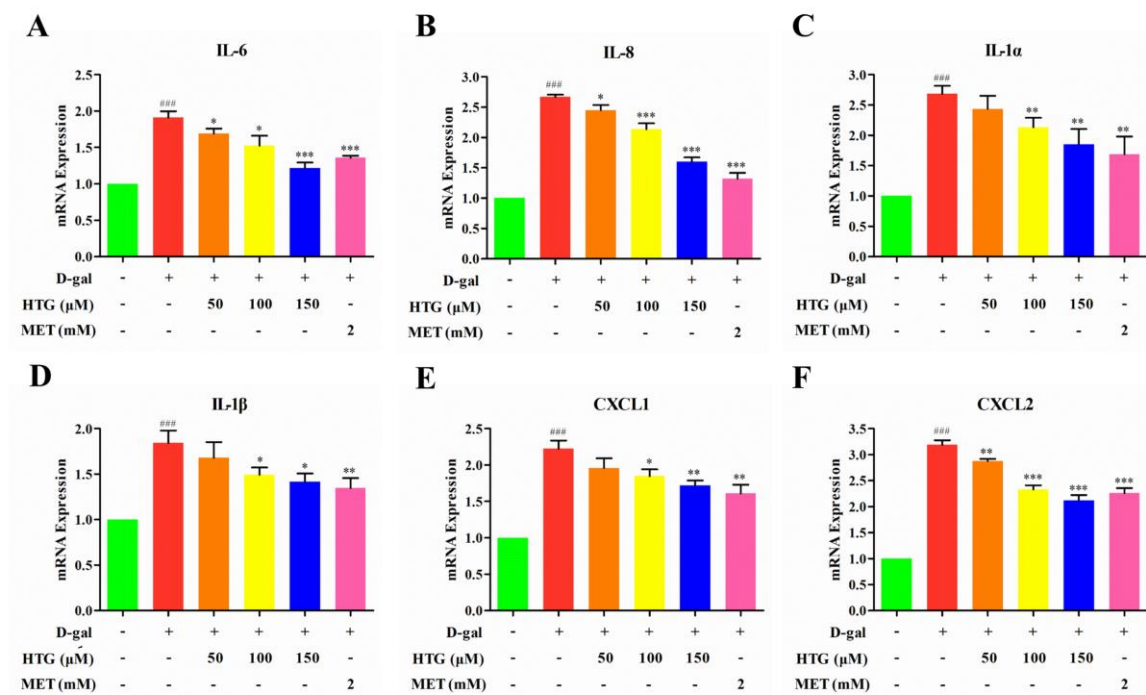 A
IL-6
mRNA Expression
2.5
2.0
1.5
1.0
0.5
0.0
###
*
*
***
***
D-gal - + + + + +
HTG (μM) - - 50 100 150 -
MET (mM) - - - - - 2
B
IL-8
mRNA Expression
3.0
2.5
2.0
1.5
1.0
0.5
0.0
###
*
***
***
***
D-gal - + + + + +
HTG (μM) - - 50 100 150 -
MET (mM) - - - - - 2
C
IL-1α
mRNA Expression
3.0
2.5
2.0
1.5
1.0
0.5
0.0
###
**
**
**
D-gal - + + + + +
HTG (μM) - - 50 100 150 -
MET (mM) - - - - - 2
D
IL-1β
mRNA Expression
2.0
1.5
1.0
0.5
0.0
###
*
*
**
D-gal - + + + + +
HTG (μM) - - 50 100 150 -
MET (mM) - - - - - 2
E
CXCL1
mRNA Expression
2.5
2.0
1.5
1.0
0.5
0.0
###
*
**
**
D-gal - + + + + +
HTG (μM) - - 50 100 150 -
MET (mM) - - - - - 2
F
CXCL2
mRNA Expression
3.5
3.0
2.5
2.0
1.5
1.0
0.5
0.0
###
**
***
***
***
D-gal - + + + + +
HTG (μM) - - 50 100 150 -
MET (mM) - - - - - 2